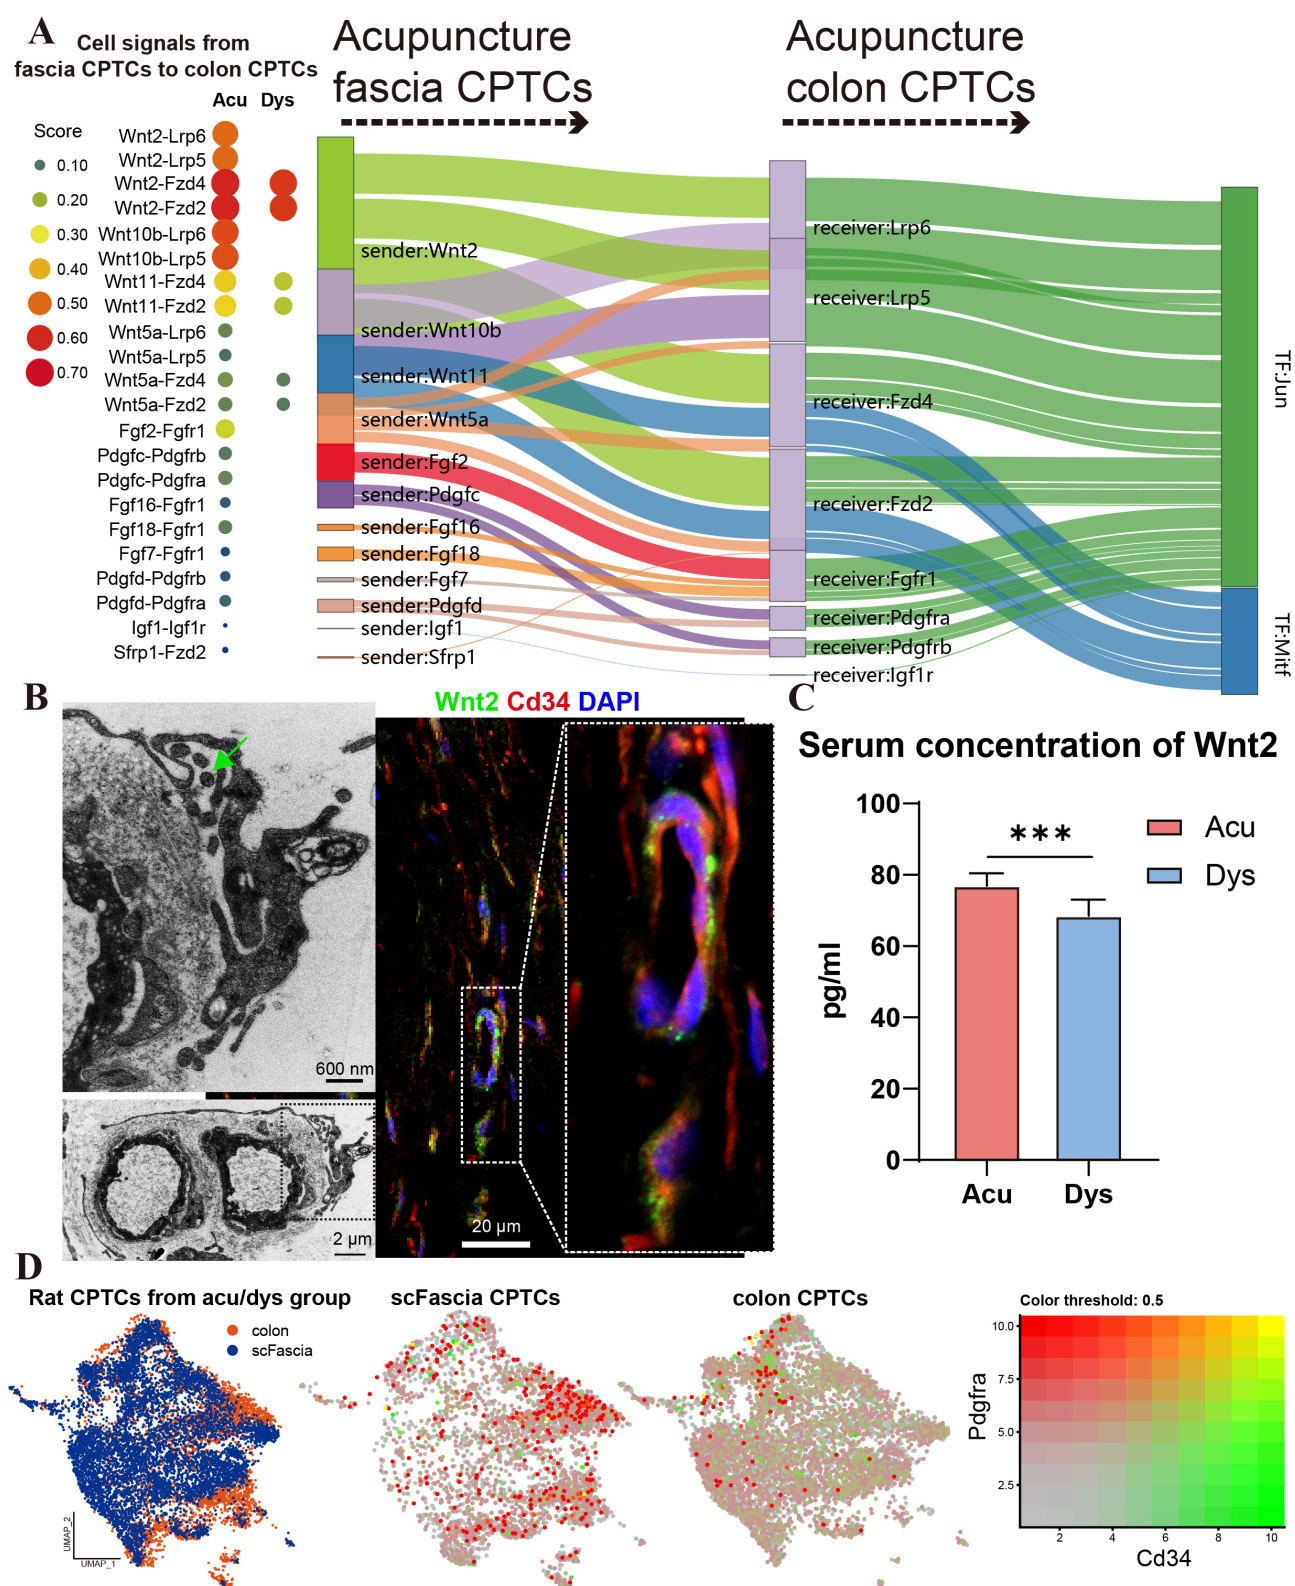 A
Cell signals from
fascia CPTCs to colon CPTCs
Acu Dys
Score
0.10
0.20
0.30
0.40
0.50
0.60
0.70
Wnt2-Lrp6
Wnt2-Lrp5
Wnt2-Fzd4
Wnt2-Fzd2
Wnt10b-Lrp6
Wnt10b-Lrp5
Wnt11-Fzd4
Wnt11-Fzd2
Wnt5a-Lrp6
Wnt5a-Lrp5
Wnt5a-Fzd4
Wnt5a-Fzd2
Fgf2-Fgfr1
Pdgfc-Pdgfrb
Pdgfc-Pdgfra
Fgf16-Fgfr1
Fgf18-Fgfr1
Fgf7-Fgfr1
Pdgfd-Pdgfrb
Pdgfd-Pdgfra
Igf1-Igf1r
Sfrp1-Fzd2
Acupuncture
fascia CPTCs
Acupuncture
colon CPTCs
sender:Wnt2
sender:Wnt10b
sender:Wnt11
sender:Wnt5a
sender:Fgf2
sender:Pdgfc
sender:Fgf16
sender:Fgf18
sender:Fgf7
sender:Pdgfd
sender:Igf1
sender:Sfrp1
receiver:Lrp6
receiver:Lrp5
receiver:Fzd4
receiver:Fzd2
receiver:Fgfr1
receiver:Pdgfra
receiver:Pdgfrb
receiver:Igf1r
TF:Jun
TF:Mitf
B
Wnt2 Cd34 DAPI
600 nm
2 µm
20 µm
C
Serum concentration of Wnt2
pg/ml
100
80
60
40
20
0
***
Acu
Dys
Acu Dys
D
Rat CPTCs from acu/dys group
colon
scFascia
UMAP_2
UMAP_1
scFascia CPTCs
colon CPTCs
Color threshold: 0.5
Pdgfra
10.0
7.5
5.0
2.5
2 4 6 8 10
Cd34